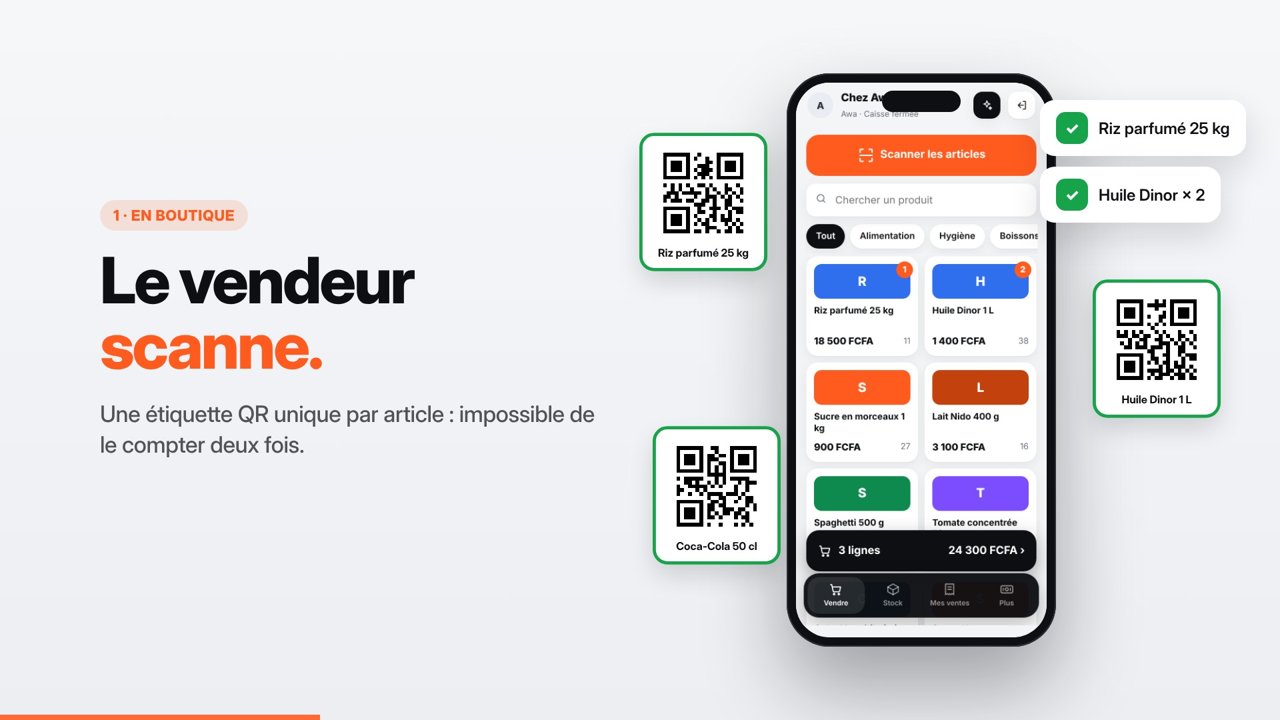 1 · EN BOUTIQUE
Le vendeur
scanne.
Une étiquette QR unique par article : impossible de
le compter deux fois.
Riz parfumé 25 kg
Coca-Cola 50 cl
A
Chez
Awa · Caisse fermée
Scanner les articles
Chercher un produit
Tout
Alimentation
Hygiène
Boissons
R
1
Riz parfumé 25 kg
18 500 FCFA
11
H
2
Huile Dinor 1 L
1 400 FCFA
38
S
Sucre en morceaux 1
kg
900 FCFA
27
L
Lait Nido 400 g
3 100 FCFA
16
S
Spaghetti 500 g
T
Tomate concentrée
3 lignes
24 300 FCFA ›
Vendre
Stock
Mes ventes
Plus
Riz parfumé 25 kg
Huile Dinor × 2
Huile Dinor 1 L